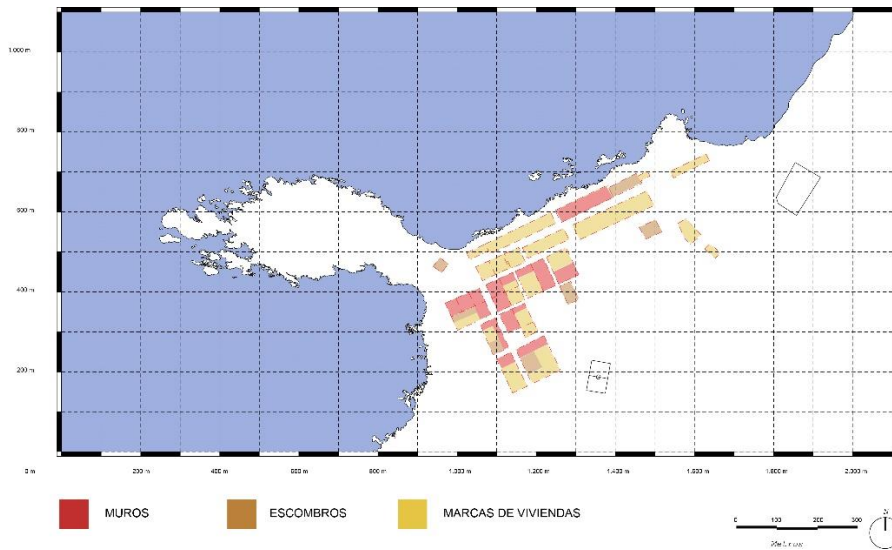 1.000 m
800 m
600 m
400 m
200 m
0 m
200 m
400 m
600 m
800 m
1.000 m
1.200 m
1.400 m
1.600 m
1.800 m
2.000 m
MUROS
ESCOMBROS
MARCAS DE VIVIENDAS
0 100 200 300
Metros
N